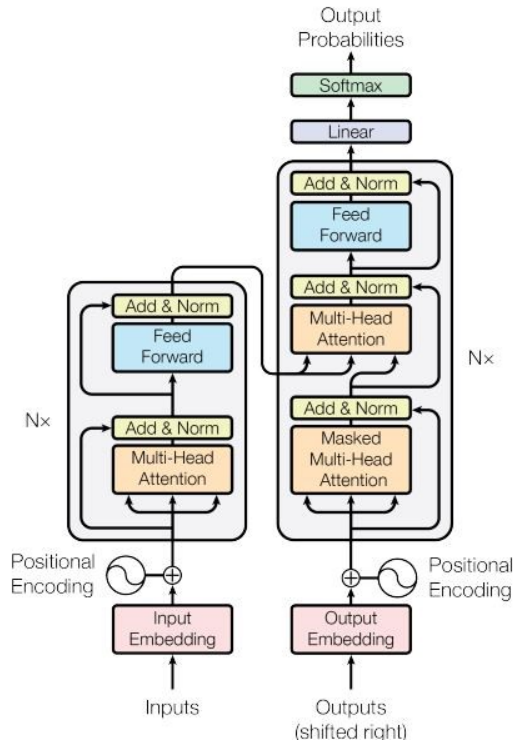 Output
Probabilities
Softmax
Linear
Add & Norm
Feed
Forward
Add & Norm
Multi-Head
Attention
Add & Norm
Masked
Multi-Head
Attention
Nx
Add & Norm
Feed
Forward
Add & Norm
Multi-Head
Attention
Nx
Positional
Encoding
Positional
Encoding
Input
Embedding
Output
Embedding
Inputs
Outputs
(shifted right)